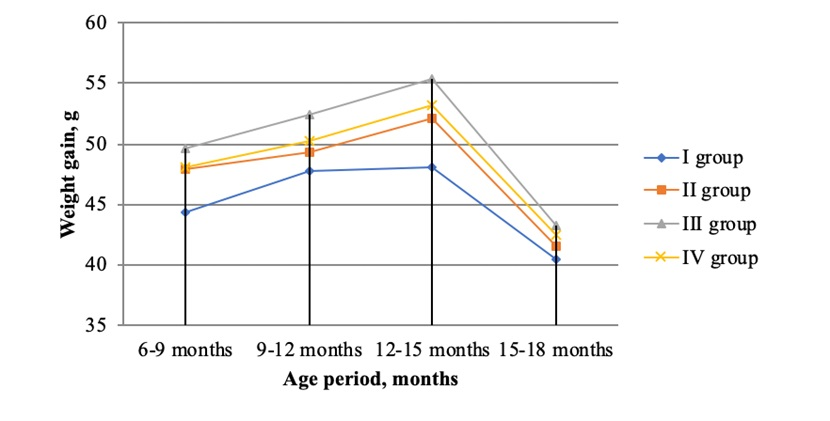 60
55
50
45
40
35
Weight gain, g
6-9 months 9-12 months 12-15 months 15-18 months
Age period, months
I group
II group
III group
IV group